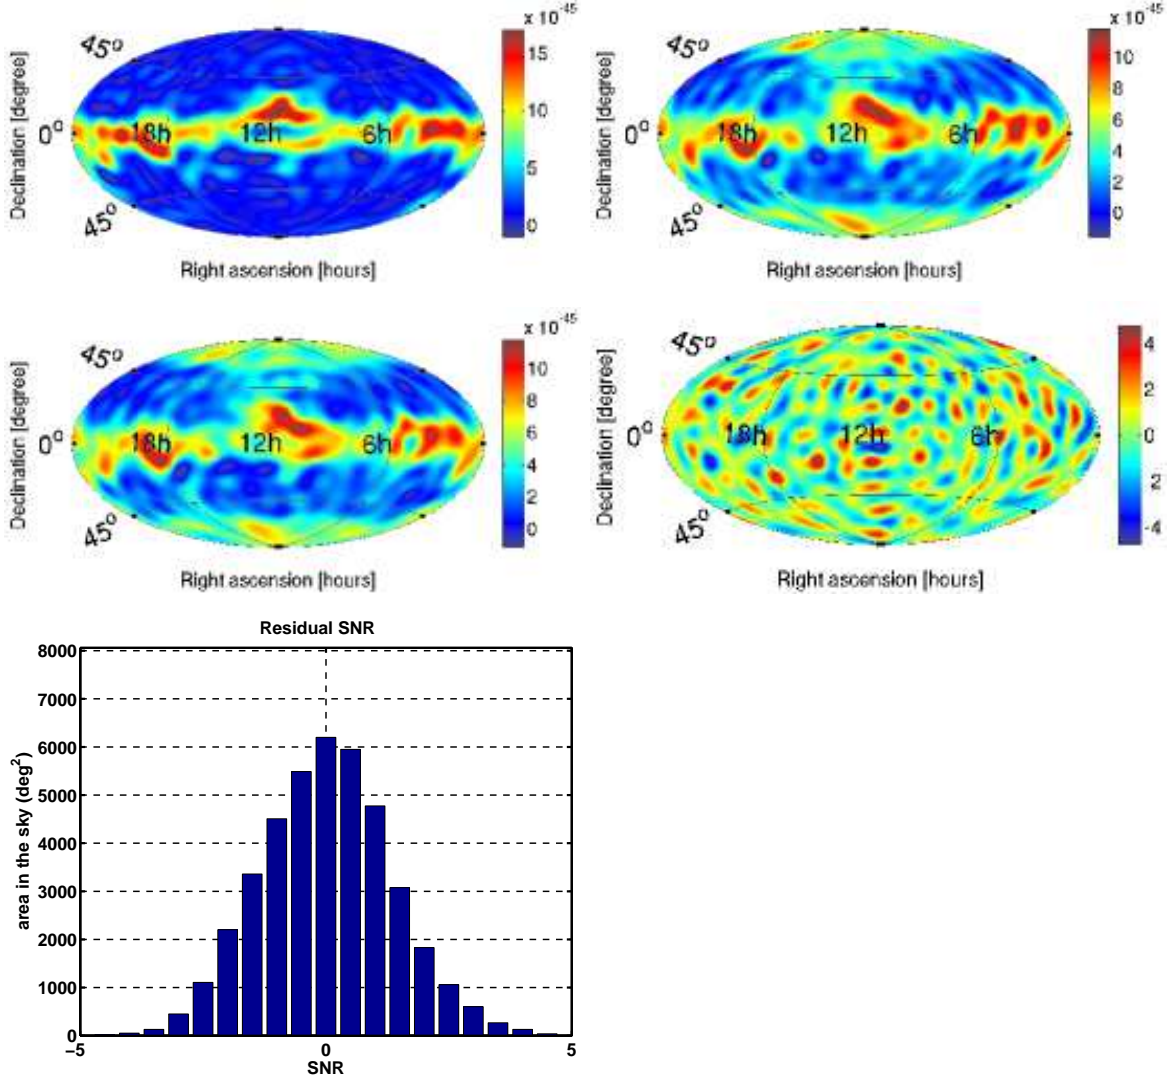 x 10^-45
45°
Declination [degree]
0°
18h 12h 6h
45°
15
10
5
0
Right ascension [hours]
x 10^-45
45°
Declination [degree]
0°
18h 12h 6h
45°
10
8
6
4
2
0
Right ascension [hours]
x 10^-45
45°
Declination [degree]
0°
18h 12h 6h
45°
10
8
6
4
2
0
Right ascension [hours]
45°
Declination [degree]
0°
18h 12h 6h
45°
4
2
0
-2
-4
Right ascension [hours]
Residual SNR
8000
7000
6000
5000
4000
3000
2000
1000
0
area in the sky (deg²)
−5 0 5
SNR